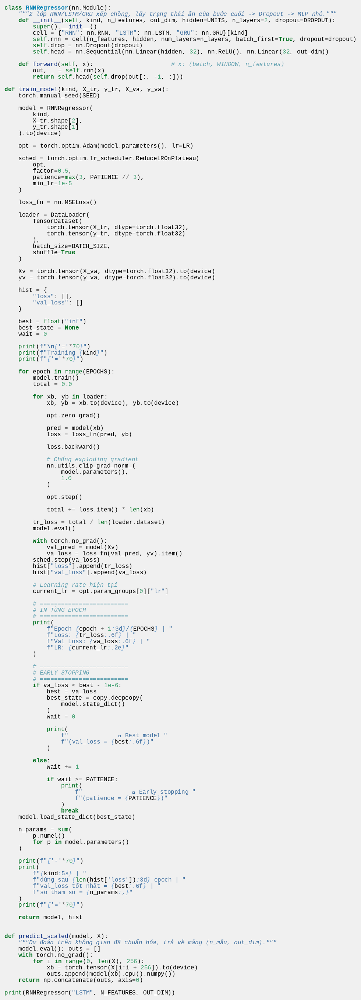 class RNNRegressor(nn.Module):
    """2 lớp RNN/LSTM/GRU xếp chồng, lấy trạng thái ẩn của bước cuối -> Dropout -> MLP nhỏ."""
    def __init__(self, kind, n_features, out_dim, hidden=UNITS, n_layers=2, dropout=DROPOUT):
        super().__init__()
        cell = {"RNN": nn.RNN, "LSTM": nn.LSTM, "GRU": nn.GRU}[kind]
        self.rnn = cell(n_features, hidden, num_layers=n_layers, batch_first=True, dropout=dropout)
        self.drop = nn.Dropout(dropout)
        self.head = nn.Sequential(nn.Linear(hidden, 32), nn.ReLU(), nn.Linear(32, out_dim))

    def forward(self, x):                      # x: (batch, WINDOW, n_features)
        out, _ = self.rnn(x)
        return self.head(self.drop(out[:, -1, :]))

def train_model(kind, X_tr, y_tr, X_va, y_va):
    torch.manual_seed(SEED)

    model = RNNRegressor(
        kind,
        X_tr.shape[2],
        y_tr.shape[1]
    ).to(device)

    opt = torch.optim.Adam(model.parameters(), lr=LR)

    sched = torch.optim.lr_scheduler.ReduceLROnPlateau(
        opt,
        factor=0.5,
        patience=max(3, PATIENCE // 3),
        min_lr=1e-5
    )

    loss_fn = nn.MSELoss()

    loader = DataLoader(
        TensorDataset(
            torch.tensor(X_tr, dtype=torch.float32),
            torch.tensor(y_tr, dtype=torch.float32)
        ),
        batch_size=BATCH_SIZE,
        shuffle=True
    )

    Xv = torch.tensor(X_va, dtype=torch.float32).to(device)
    yv = torch.tensor(y_va, dtype=torch.float32).to(device)

    hist = {
        "loss": [],
        "val_loss": []
    }

    best = float("inf")
    best_state = None
    wait = 0

    print(f"\n{'='*70}")
    print(f"Training {kind}")
    print(f"{'='*70}")

    for epoch in range(EPOCHS):
        model.train()
        total = 0.0

        for xb, yb in loader:
            xb, yb = xb.to(device), yb.to(device)

            opt.zero_grad()

            pred = model(xb)
            loss = loss_fn(pred, yb)

            loss.backward()

            # Chống exploding gradient
            nn.utils.clip_grad_norm_(
                model.parameters(),
                1.0
            )

            opt.step()

            total += loss.item() * len(xb)

        tr_loss = total / len(loader.dataset)
        model.eval()

        with torch.no_grad():
            val_pred = model(Xv)
            va_loss = loss_fn(val_pred, yv).item()
        sched.step(va_loss)
        hist["loss"].append(tr_loss)
        hist["val_loss"].append(va_loss)

        # Learning rate hiện tại
        current_lr = opt.param_groups[0]["lr"]

        # =========================
        # IN TỪNG EPOCH
        # =========================
        print(
            f"Epoch {epoch + 1:3d}/{EPOCHS} | "
            f"Loss: {tr_loss:.6f} | "
            f"Val Loss: {va_loss:.6f} | "
            f"LR: {current_lr:.2e}"
        )

        # =========================
        # EARLY STOPPING
        # =========================
        if va_loss < best - 1e-6:
            best = va_loss
            best_state = copy.deepcopy(
                model.state_dict()
            )
            wait = 0

            print(
                f"              Best model "
                f"(val_loss = {best:.6f})"
            )

        else:
            wait += 1

            if wait >= PATIENCE:
                print(
                    f"              Early stopping "
                    f"(patience = {PATIENCE})"
                )
                break
    model.load_state_dict(best_state)

    n_params = sum(
        p.numel()
        for p in model.parameters()
    )

    print(f"{'-'*70}")
    print(
        f"{kind:5s} | "
        f"dừng sau {len(hist['loss']):3d} epoch | "
        f"val_loss tốt nhất = {best:.6f} | "
        f"số tham số = {n_params:,}"
    )
    print(f"{'='*70}")

    return model, hist


def predict_scaled(model, X):
    """Dự đoán trên không gian đã chuẩn hóa, trả về mảng (n_mẫu, out_dim)."""
    model.eval(); outs = []
    with torch.no_grad():
        for i in range(0, len(X), 256):
            xb = torch.tensor(X[i:i + 256]).to(device)
            outs.append(model(xb).cpu().numpy())
    return np.concatenate(outs, axis=0)

print(RNNRegressor("LSTM", N_FEATURES, OUT_DIM))